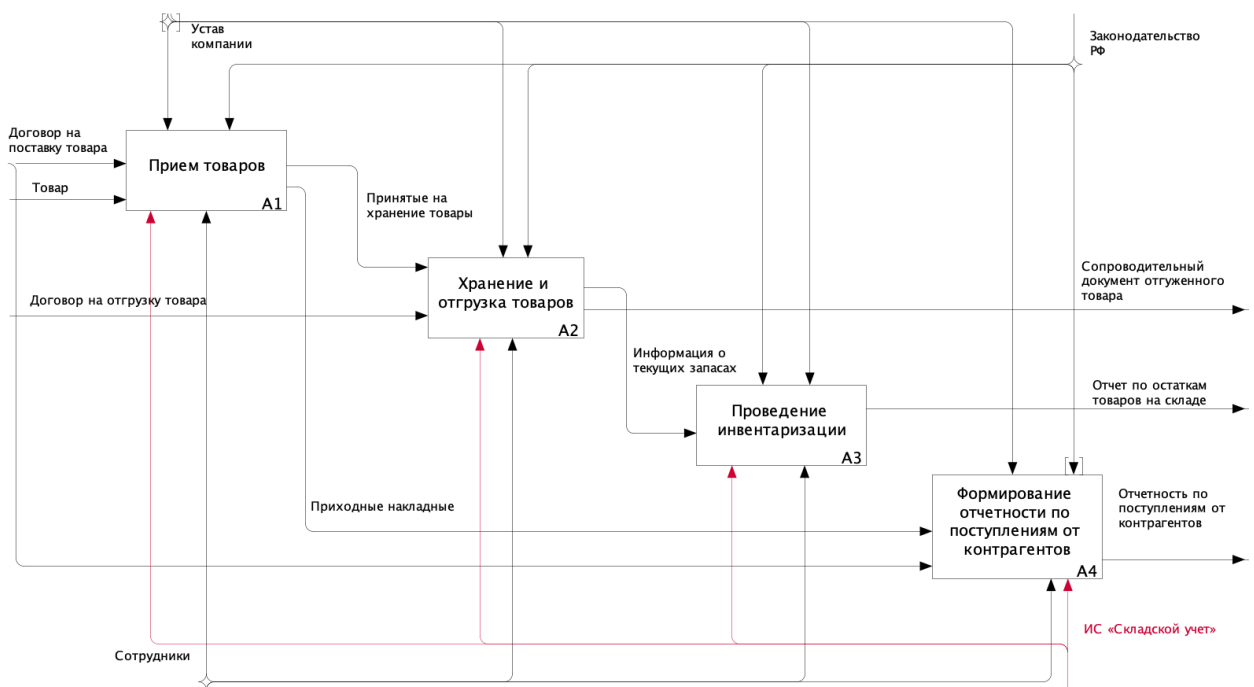 Устав
компании
Законодательство
РФ
Договор на
поставку товара
Прием товаров
Товар
A1
Принятые на
хранение товары
Хранение и
отгрузка товаров
A2
Договор на отгрузку товара
Сопроводительный
документ отгуженного
товара
Информация о
текущих запасах
Отчет по остаткам
товаров на складе
Проведение
инвентаризации
A3
Приходные накладные
Формирование
отчетности по
поступлениям от
контрагентов
A4
Отчетность по
поступлениям от
контрагентов
ИС «Складской учет»
Сотрудники